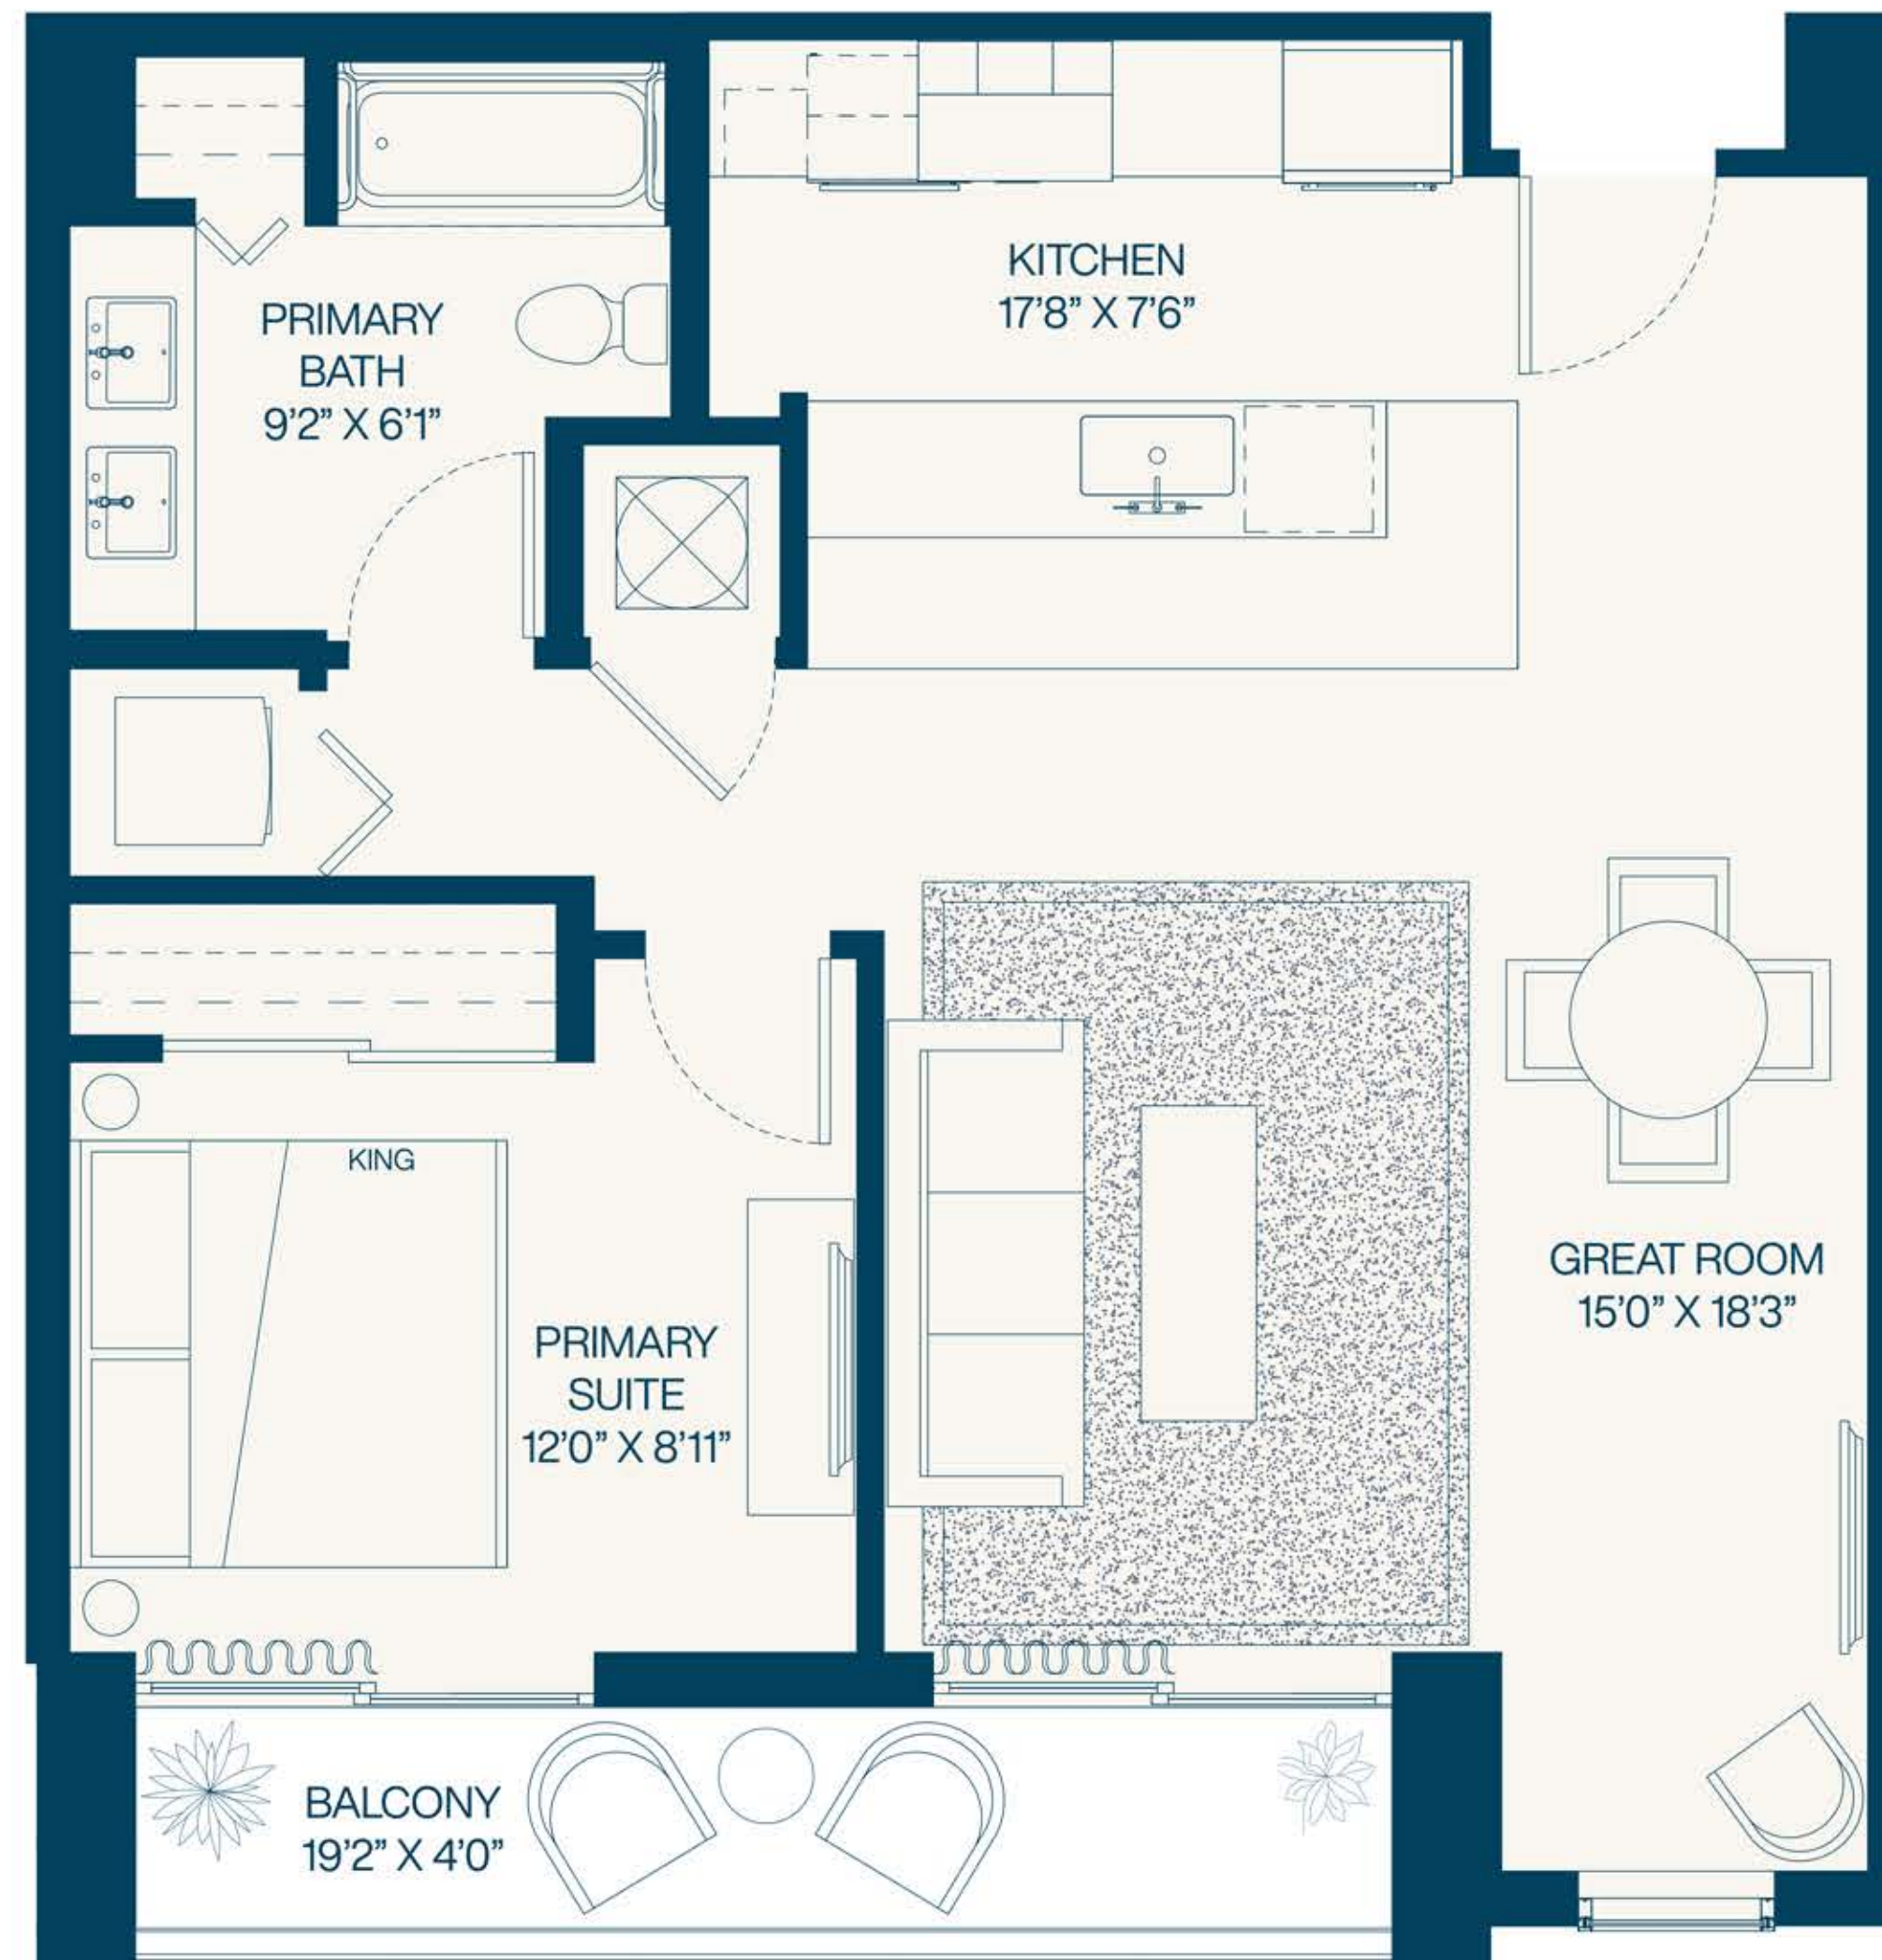 KITCHEN
17’8” X 7’6”
PRIMARY
BATH
9’2” X 6’1”
KING
PRIMARY
SUITE
12’0” X 8’11”
GREAT ROOM
15’0” X 18’3”
BALCONY
19’2” X 4’0”